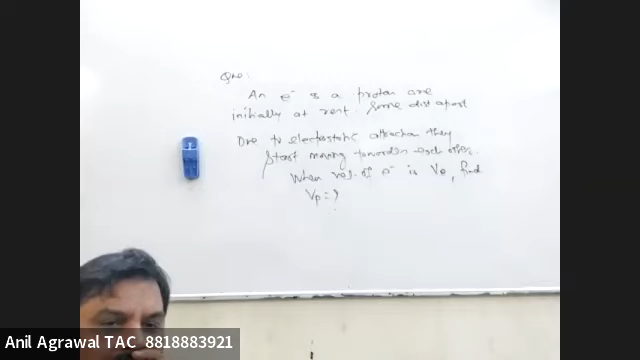 Que:
An e⁻ & a proton are
initially at rest. Some dist apart
Due to electrostatic attraction they
start moving towards each other.
When vel. of e⁻ is Ve, find
Vp = ?
Anil Agrawal TAC 8818883921